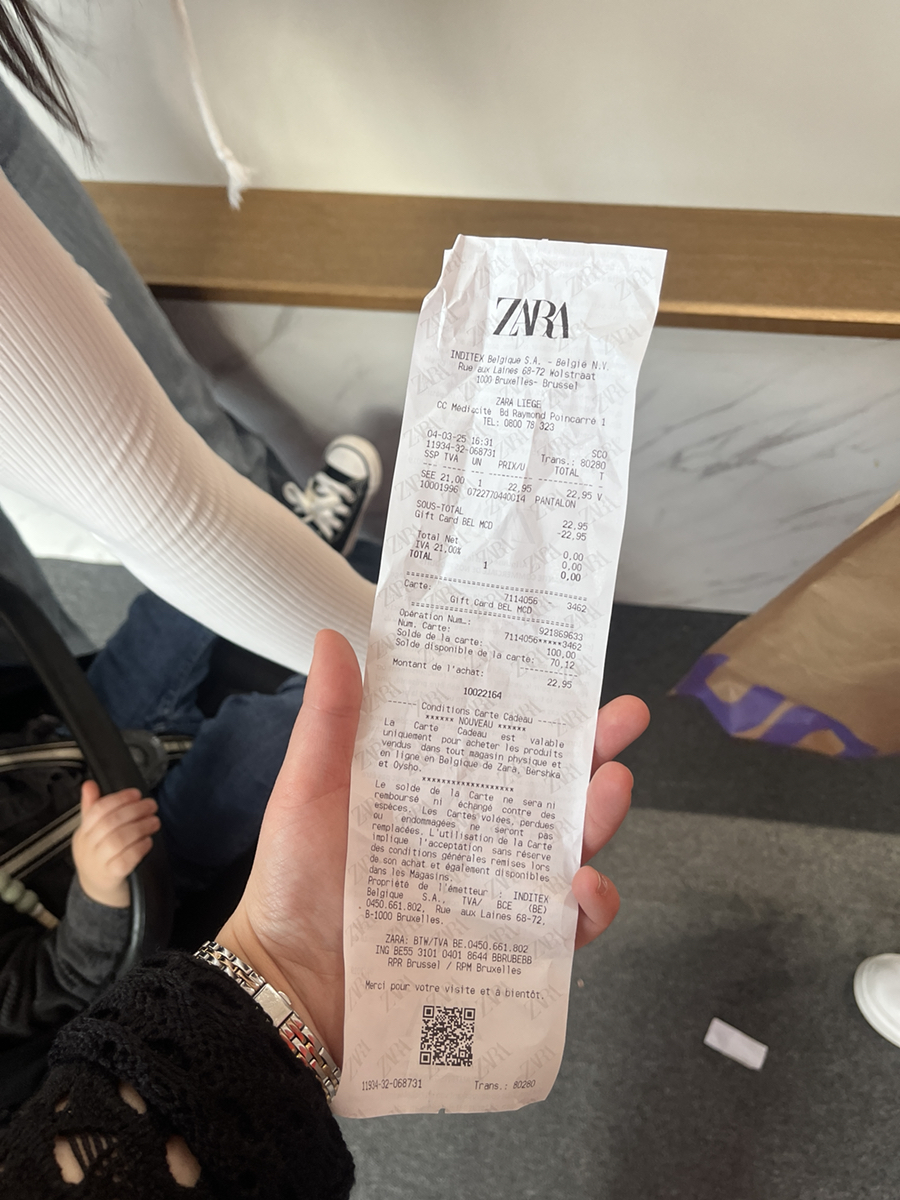 ZARA
INDITEX Belgique S.A. - België N.V.
Rue aux Laines 68-72 Wolstraat
1000 Bruxelles- Brussel
ZARA LIEGE
CC Médiacité Bd Raymond Poincarré 1
TEL: 0800 78 323
04-03-25 16:31 SCO
11934-32-068731 Trans.: 80280
SSP TVA UN PRIX/U TOTAL T
SEE 21,00 1 22,95 22,95 V
10001996 0722770440014 PANTALON
SOUS-TOTAL 22,95
Gift Card BEL MCD -22,95
Total Net 0,00
IVA 21,00% 0,00
TOTAL 1 0,00
Carte: 7114056 3462
Gift Card BEL MCD
Opération Num.: 921869633
Num. Carte: 7114056*****3462
Solde de la carte: 100,00
Solde disponible de la carte: 70,12
Montant de l'achat: 22,95
10022164
Conditions Carte Cadeau
****** NOUVEAU ******
La Carte Cadeau est valable
uniquement pour acheter les produits
vendus dans tout magasin physique et
en ligne en Belgique de Zara, Bershka
et Oysho.
******************
Le solde de la Carte ne sera ni
remboursé ni échangé contre des
espèces. Les Cartes volées, perdues
ou endommagées ne seront pas
remplacées. L'utilisation de la Carte
implique l'acceptation sans réserve
des conditions générales remises lors
de son achat et également disponibles
dans les Magasins.
Propriété de l'émetteur : INDITEX
Belgique S.A., TVA/ BCE (BE)
0450.661.802, Rue aux Laines 68-72,
B-1000 Bruxelles.
ZARA: BTW/TVA BE.0450.661.802
ING BE55 3101 0401 8644 BBRUBEBB
RPR Brussel / RPM Bruxelles
Merci pour votre visite et à bientôt.
11934-32-068731 Trans.: 80280